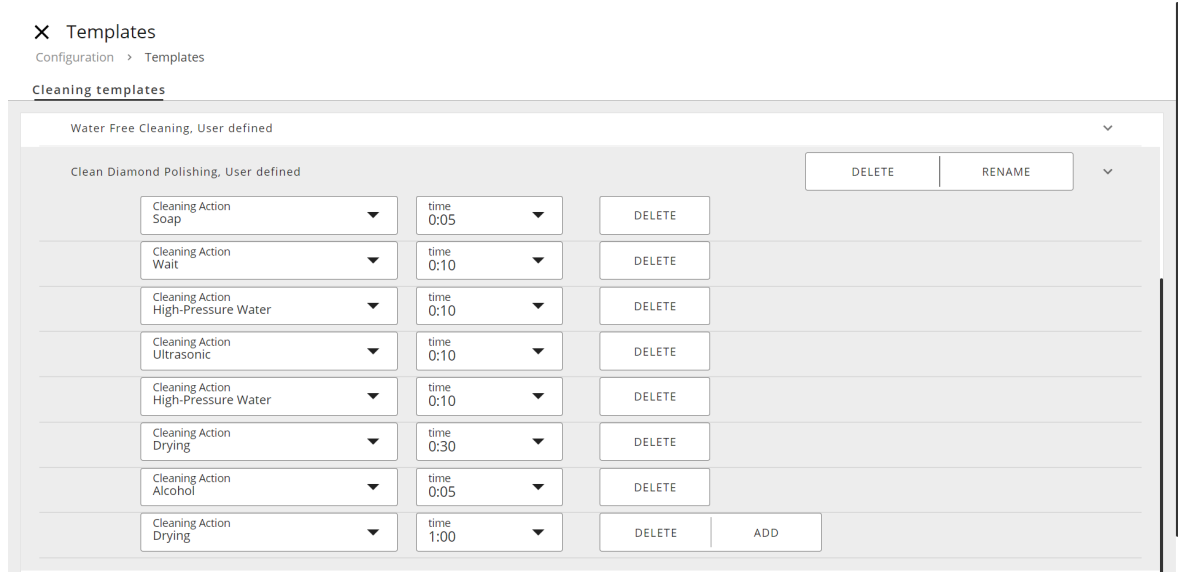 Templates
Configuration > Templates
Cleaning templates
Water Free Cleaning, User defined
Clean Diamond Polishing, User defined DELETE RENAME
Cleaning Action time
Soap 0:05 DELETE
Cleaning Action time
Wait 0:10 DELETE
Cleaning Action time
High-Pressure Water 0:10 DELETE
Cleaning Action time
Ultrasonic 0:10 DELETE
Cleaning Action time
High-Pressure Water 0:10 DELETE
Cleaning Action time
Drying 0:30 DELETE
Cleaning Action time
Alcohol 0:05 DELETE
Cleaning Action time
Drying 1:00 DELETE ADD